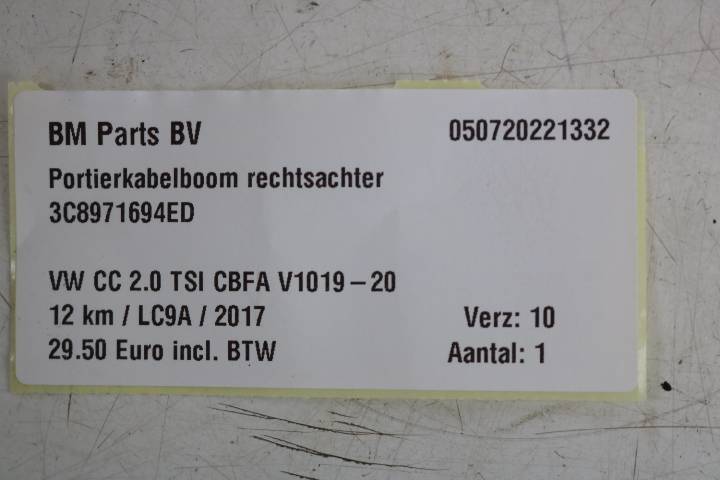 BM Parts BV 050720221332
Portierkabelboom rechtsachter
3C8971694ED
VW CC 2.0 TSI CBFA V1019-20
12 km / LC9A / 2017 Verz: 10
29.50 Euro incl. BTW Aantal: 1